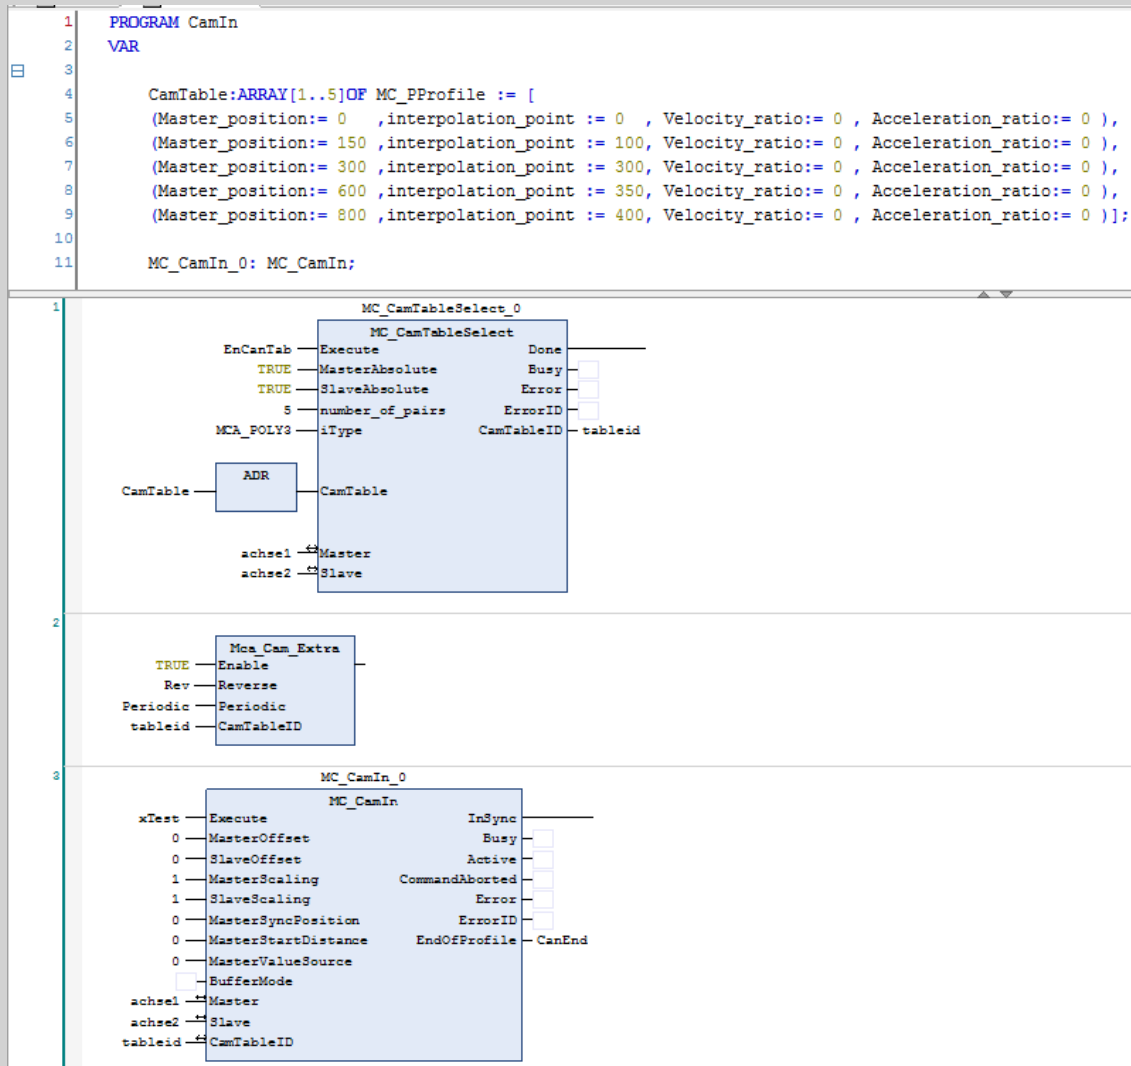 1 PROGRAM CamIn
2 VAR
3
4 CamTable:ARRAY[1..5]OF MC_PProfile := [
5 (Master_position:= 0 ,interpolation_point := 0 , Velocity_ratio:= 0 , Acceleration_ratio:= 0 ),
6 (Master_position:= 150 ,interpolation_point := 100, Velocity_ratio:= 0 , Acceleration_ratio:= 0 ),
7 (Master_position:= 300 ,interpolation_point := 300, Velocity_ratio:= 0 , Acceleration_ratio:= 0 ),
8 (Master_position:= 600 ,interpolation_point := 350, Velocity_ratio:= 0 , Acceleration_ratio:= 0 ),
9 (Master_position:= 800 ,interpolation_point := 400, Velocity_ratio:= 0 , Acceleration_ratio:= 0 )];
10
11 MC_CamIn_0: MC_CamIn;
1 MC_CamTableSelect_0
MC_CamTableSelect
EnCanTab Execute Done
TRUE MasterAbsolute Busy
TRUE SlaveAbsolute Error
5 number_of_pairs ErrorID
MCA_POLY3 iType CamTableID tableid
ADR
CamTable CamTable
achse1 Master
achse2 Slave
2
Mca_Cam_Extra
TRUE Enable
Rev Reverse
Periodic Periodic
tableid CamTableID
3 MC_CamIn_0
MC_CamIn
xTest Execute InSync
0 MasterOffset Busy
0 SlaveOffset Active
1 MasterScaling CommandAborted
1 SlaveScaling Error
0 MasterSyncPosition ErrorID
0 MasterStartDistance EndOfProfile CanEnd
0 MasterValueSource
BufferMode
achse1 Master
achse2 Slave
tableid CamTableID